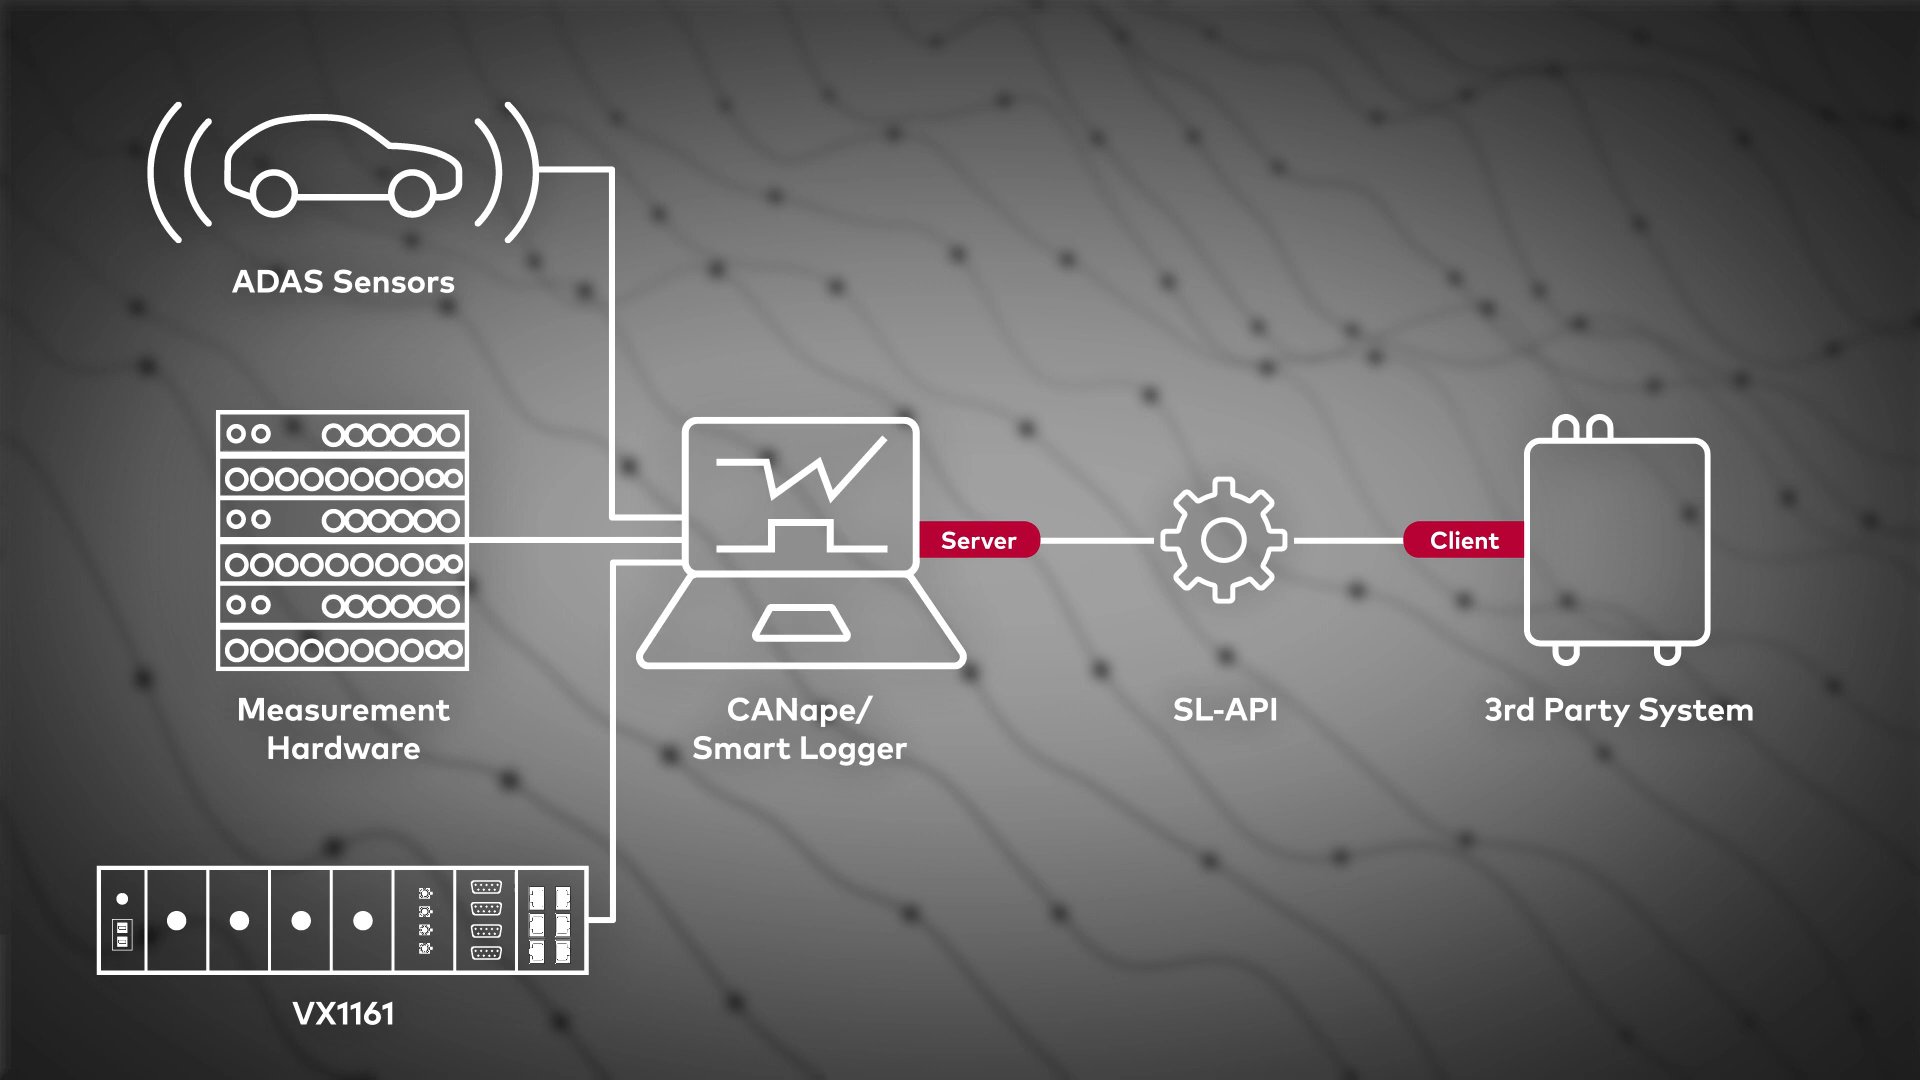 ADAS Sensors
Measurement
Hardware
VX1161
CANape/
Smart Logger
Server
SL-API
Client
3rd Party System